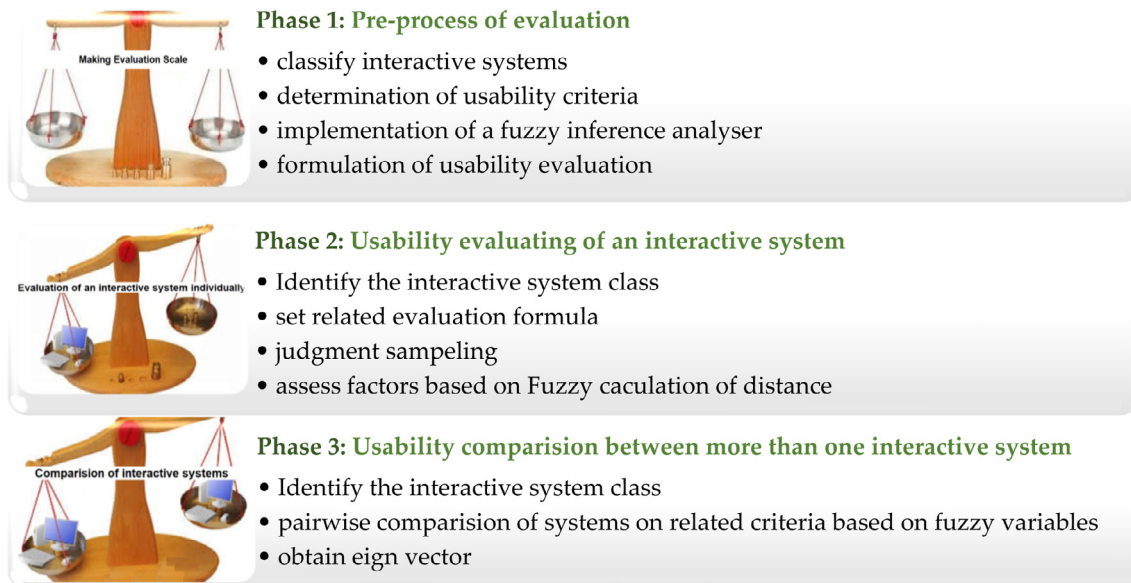 Making Evaluation Scale
Phase 1: Pre-process of evaluation
• classify interactive systems
• determination of usability criteria
• implementation of a fuzzy inference analyser
• formulation of usability evaluation
Evaluation of an interactive system individually
Phase 2: Usability evaluating of an interactive system
• Identify the interactive system class
• set related evaluation formula
• judgment sampeling
• assess factors based on Fuzzy caculation of distance
Comparision of interactive systems
Phase 3: Usability comparision between more than one interactive system
• Identify the interactive system class
• pairwise comparision of systems on related criteria based on fuzzy variables
• obtain eign vector